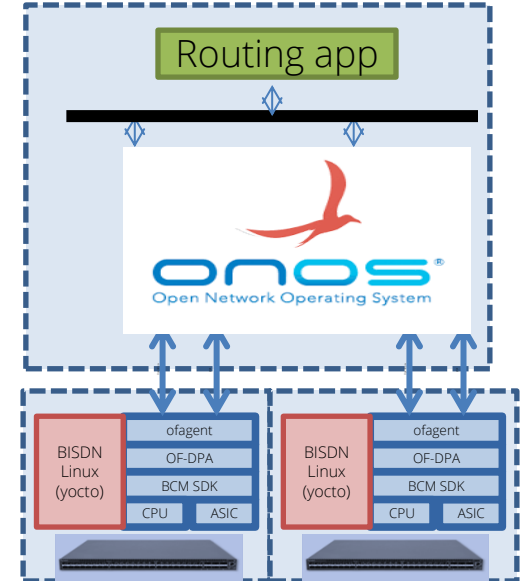 Routing app
onos®
Open Network Operating System
BISDN
Linux
(yocto)
ofagent
OF-DPA
BCM SDK
CPU
ASIC
BISDN
Linux
(yocto)
ofagent
OF-DPA
BCM SDK
CPU
ASIC